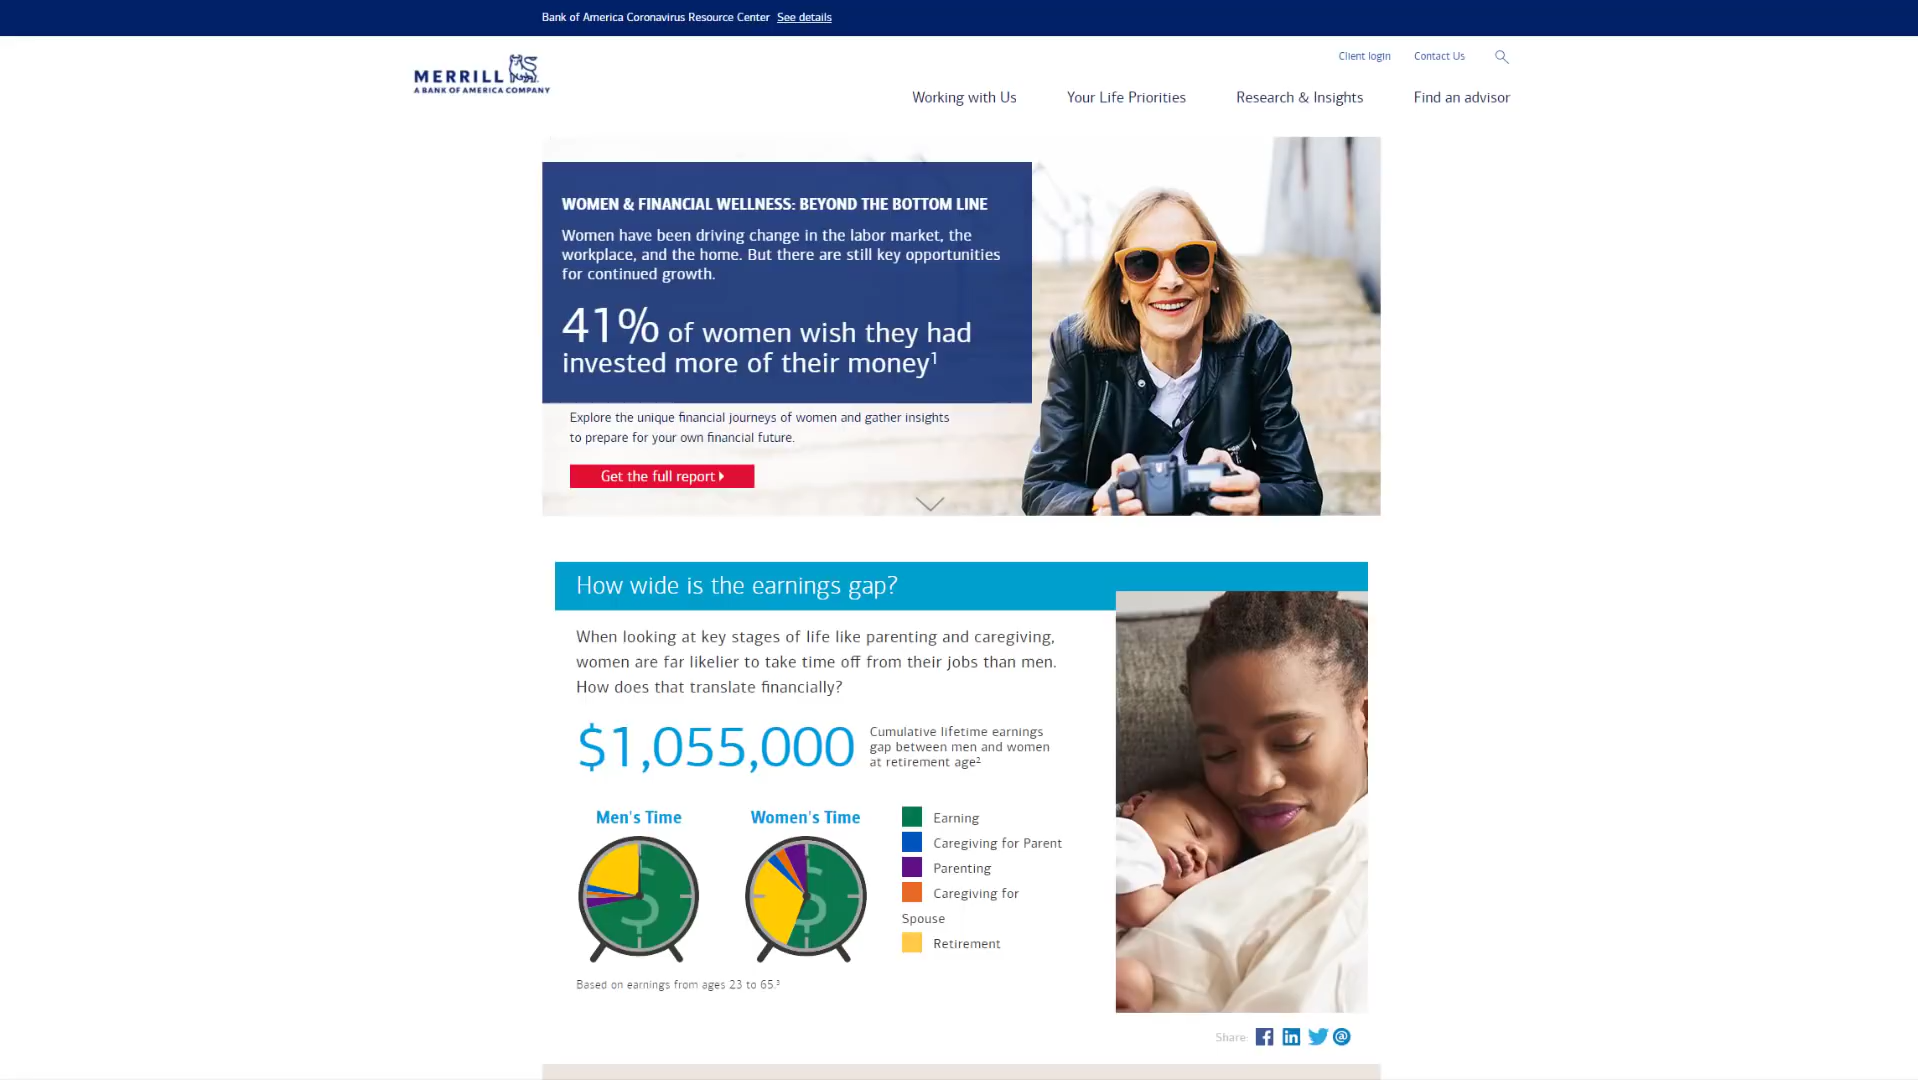 Bank of America Coronavirus Resource Center See details
MERRILL
A BANK OF AMERICA COMPANY
Client login Contact Us
Working with Us Your Life Priorities Research & Insights Find an advisor
WOMEN & FINANCIAL WELLNESS: BEYOND THE BOTTOM LINE
Women have been driving change in the labor market, the
workplace, and the home. But there are still key opportunities
for continued growth.
41% of women wish they had
invested more of their money1
Explore the unique financial journeys of women and gather insights
to prepare for your own financial future.
Get the full report
How wide is the earnings gap?
When looking at key stages of life like parenting and caregiving,
women are far likelier to take time off from their jobs than men.
How does that translate financially?
$1,055,000
Cumulative lifetime earnings
gap between men and women
at retirement age2
Men's Time
$
Women's Time
$
Earning
Caregiving for Parent
Parenting
Caregiving for
Spouse
Retirement
Based on earnings from ages 23 to 65.3
Share: